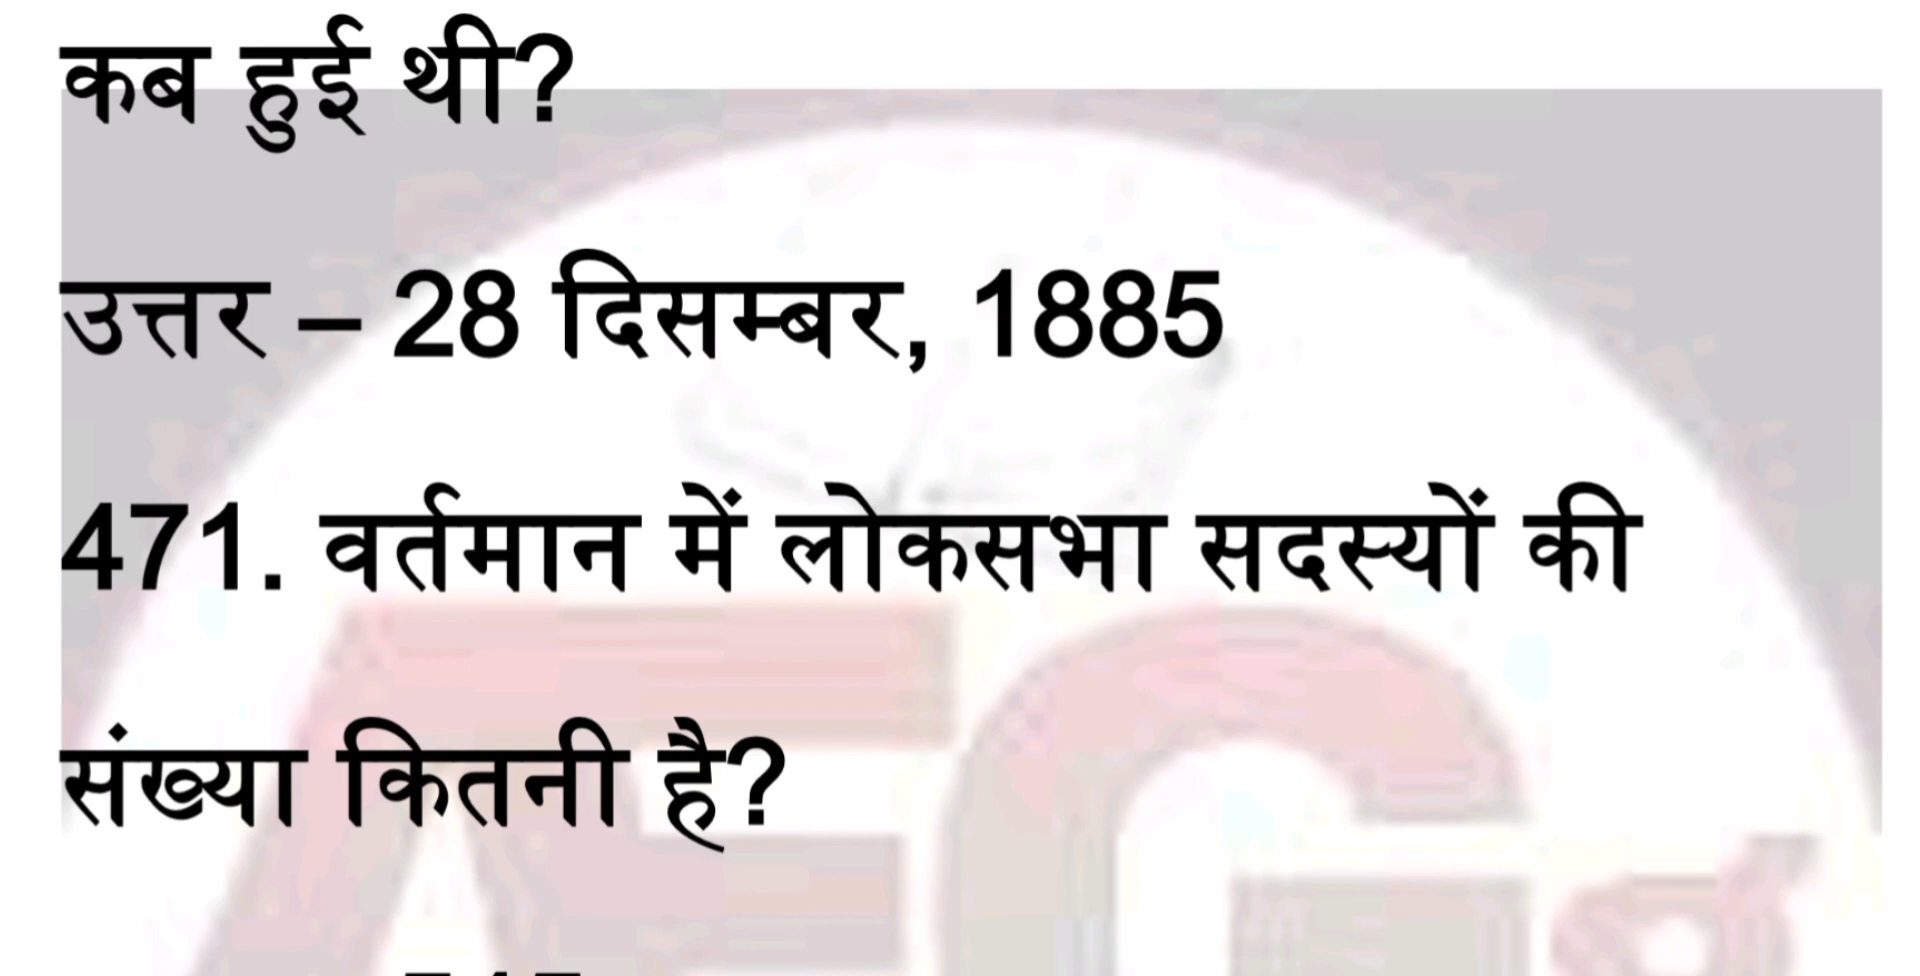 कब हुई थी?
उत्तर – 28 दिसम्बर, 1885
471. वर्तमान में लोकसभा सदस्यों की
संख्या कितनी है?